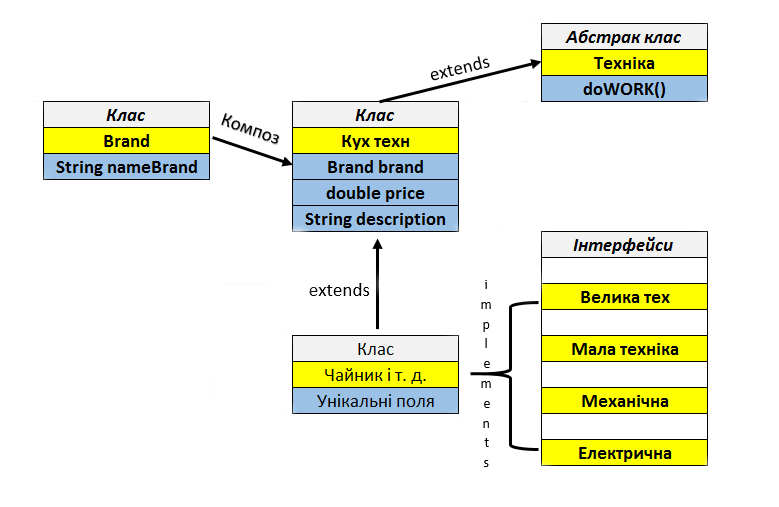 Абстрак клас
Техніка
doWORK()
extends
Клас
Brand
String nameBrand
Композ
Клас
Кух техн
Brand brand
double price
String description
extends
Клас
Чайник і т. д.
Унікальні поля
implements
Інтерфейси
Велика тех
Мала техніка
Механічна
Електрична